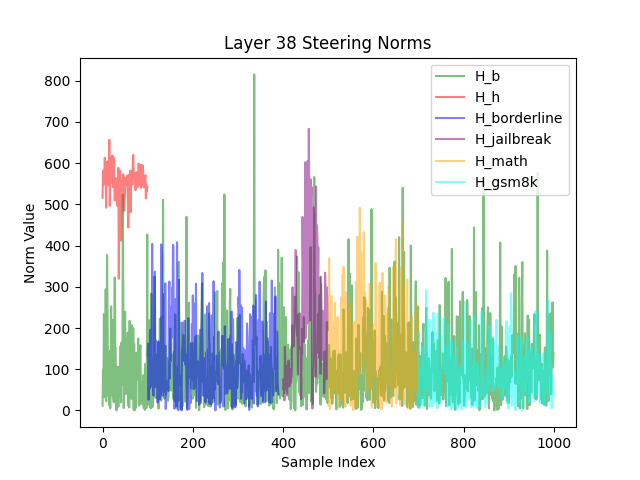 Layer 38 Steering Norms
H_b
H_h
H_borderline
H_jailbreak
H_math
H_gsm8k
800
700
600
500
400
300
200
100
0
Norm Value
0 200 400 600 800 1000
Sample Index